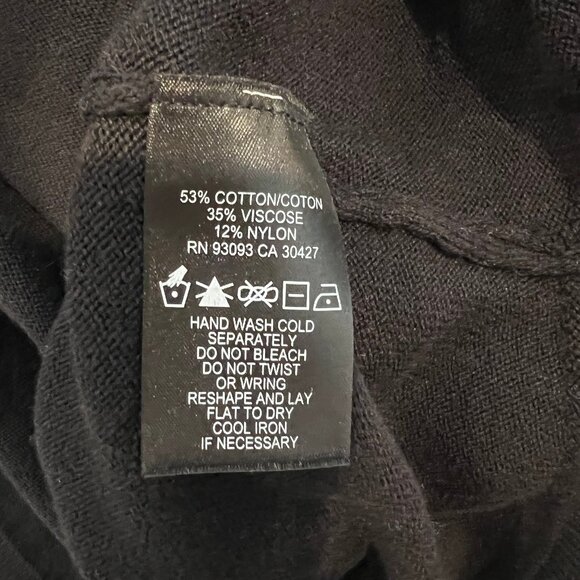 53% COTTON/COTON
35% VISCOSE
12% NYLON
RN 93093 CA 30427
HAND WASH COLD
SEPARATELY
DO NOT BLEACH
DO NOT TWIST
OR WRING
RESHAPE AND LAY
FLAT TO DRY
COOL IRON
IF NECESSARY